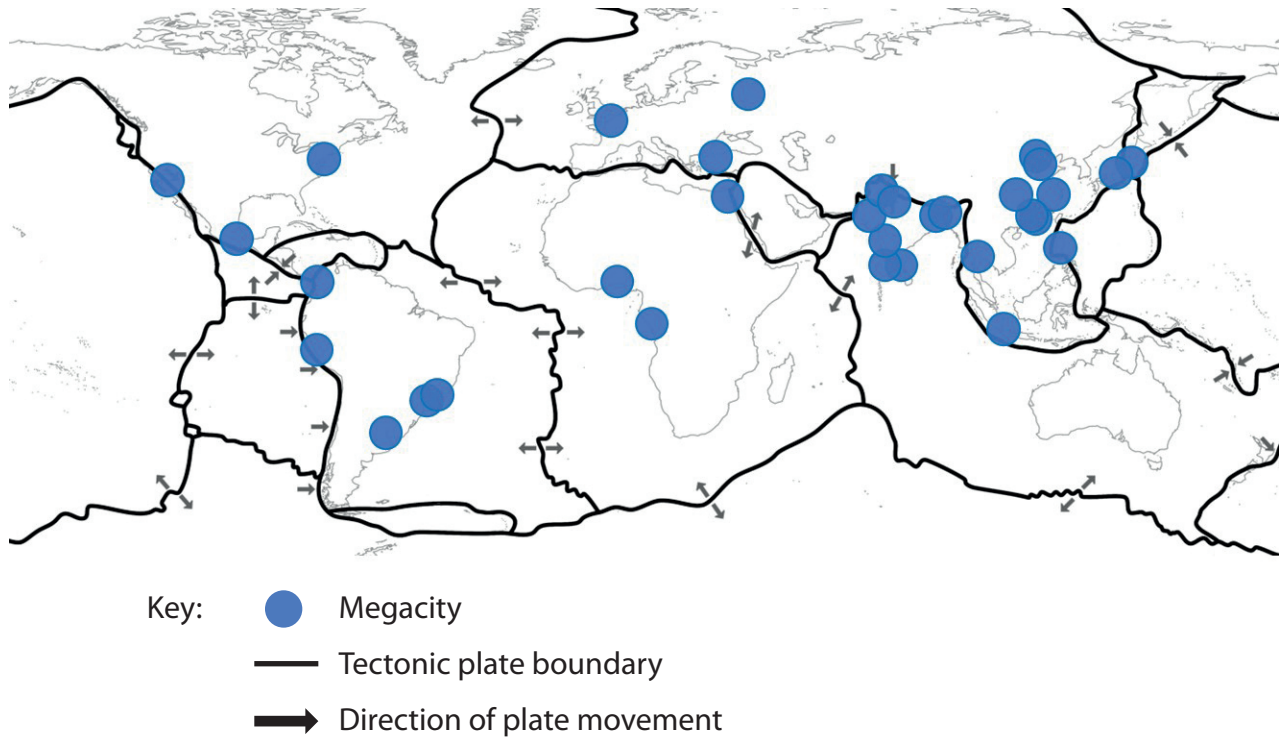 Key:
Megacity
Tectonic plate boundary
Direction of plate movement